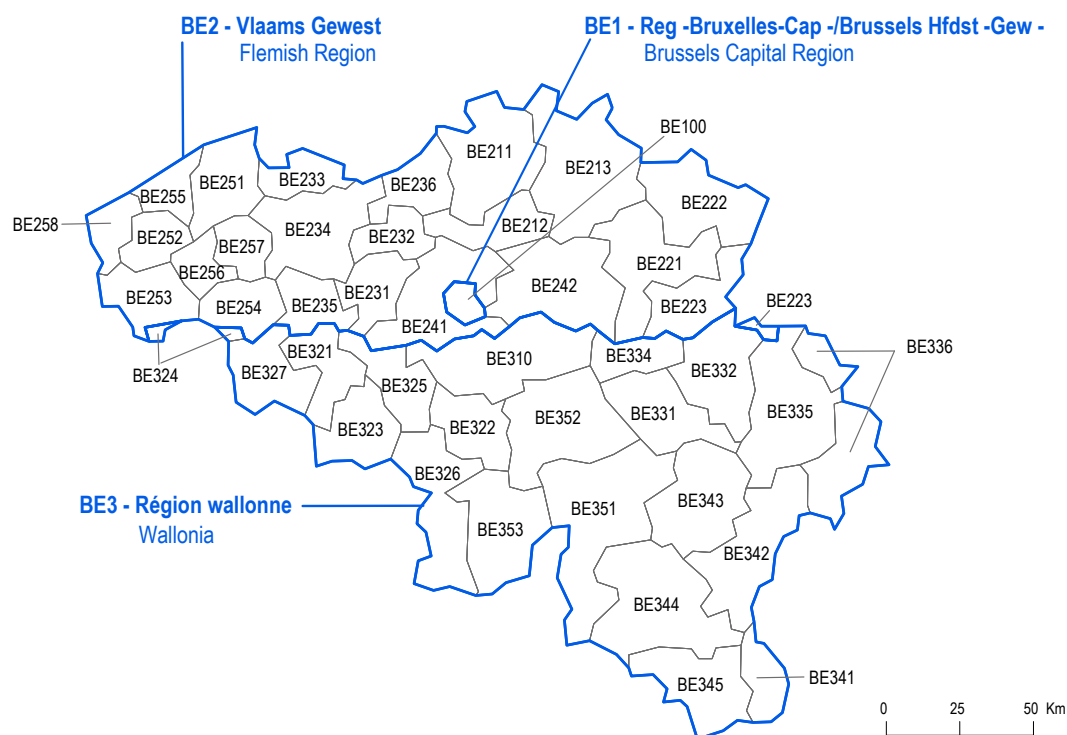 BE2 - Vlaams Gewest
Flemish Region
BE1 - Reg -Bruxelles-Cap -/Brussels Hfdst -Gew -
Brussels Capital Region
BE100
BE211
BE213
BE236
BE251
BE233
BE255
BE222
BE258
BE212
BE234
BE232
BE252
BE257
BE221
BE256
BE242
BE231
BE253
BE254
BE235
BE223
BE223
BE241
BE321
BE310
BE334
BE336
BE324
BE327
BE332
BE325
BE335
BE331
BE352
BE323
BE322
BE326
BE3 - Région wallonne
Wallonia
BE343
BE351
BE353
BE342
BE344
BE341
BE345
0 25 50 Km